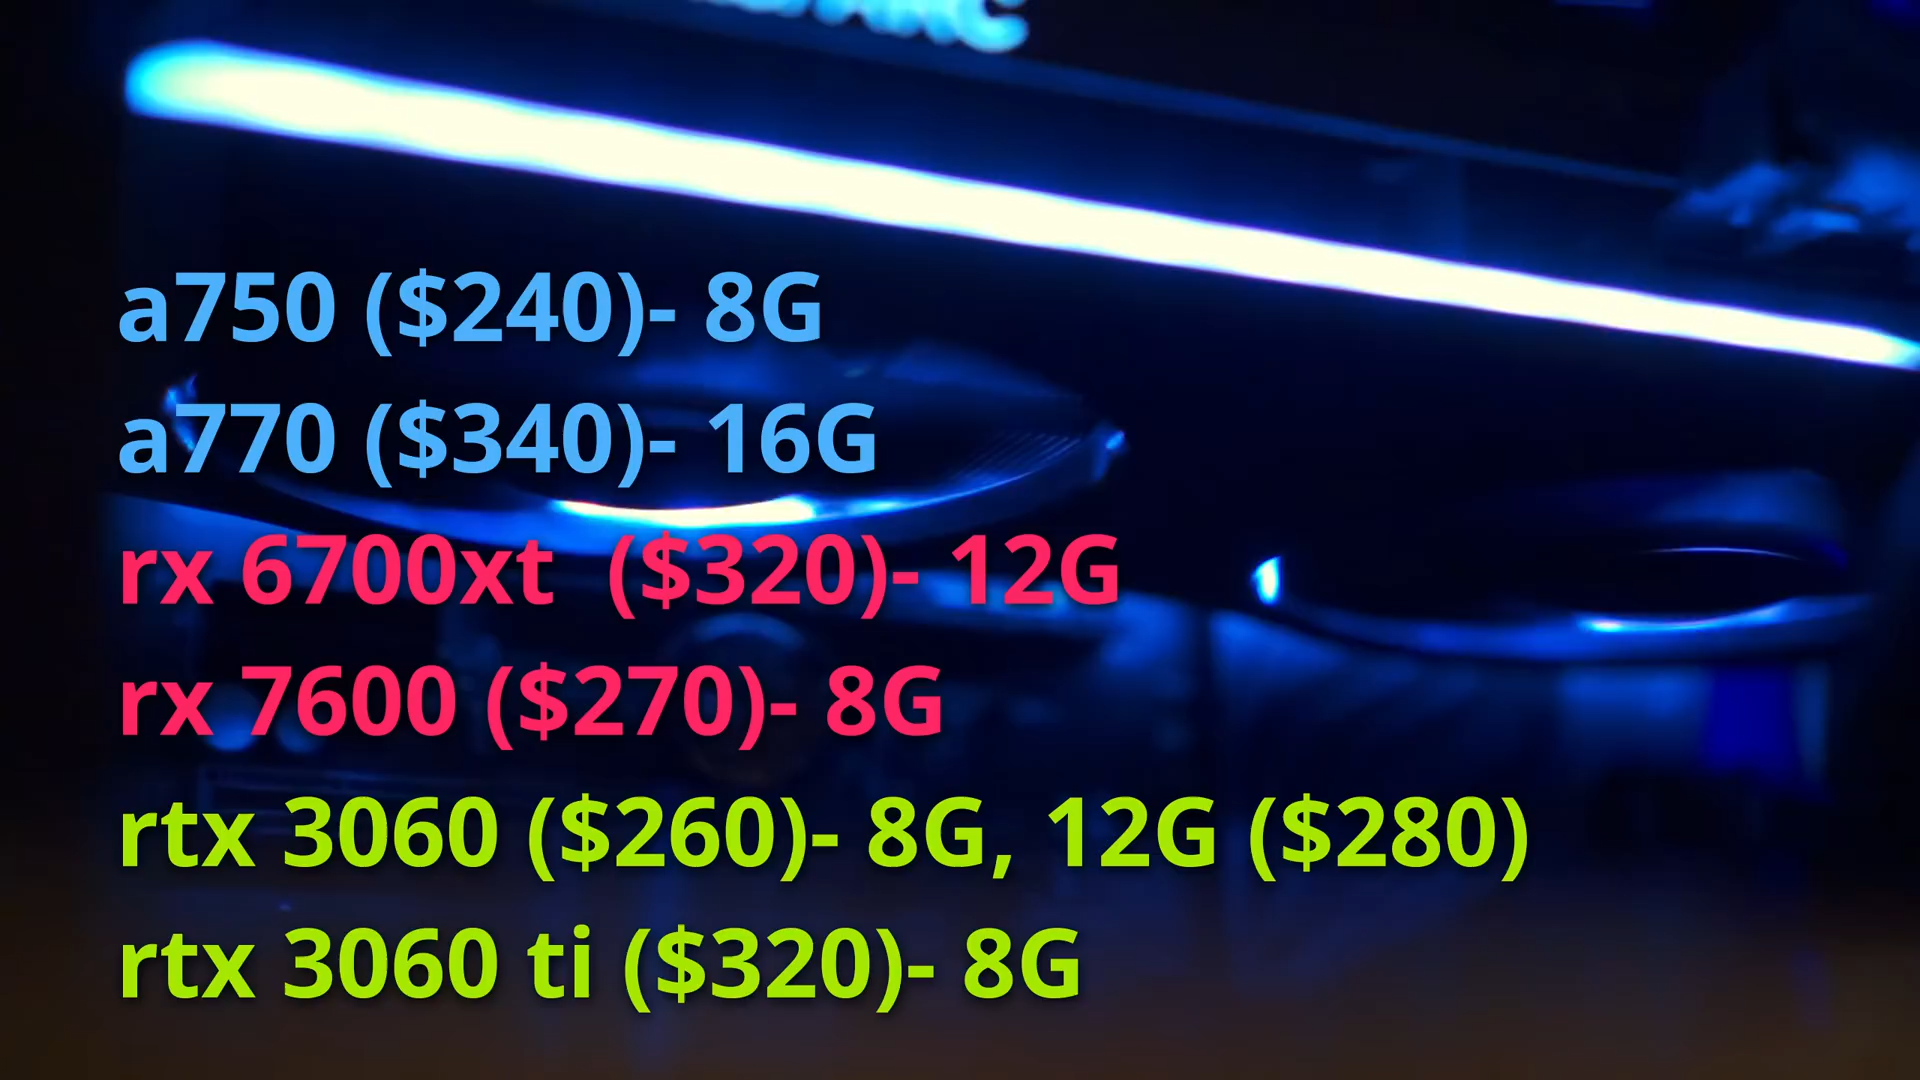 a750 ($240)- 8G
a770 ($340)- 16G
rx 6700xt  ($320)- 12G
rx 7600 ($270)- 8G
rtx 3060 ($260)- 8G, 12G ($280)
rtx 3060 ti ($320)- 8G